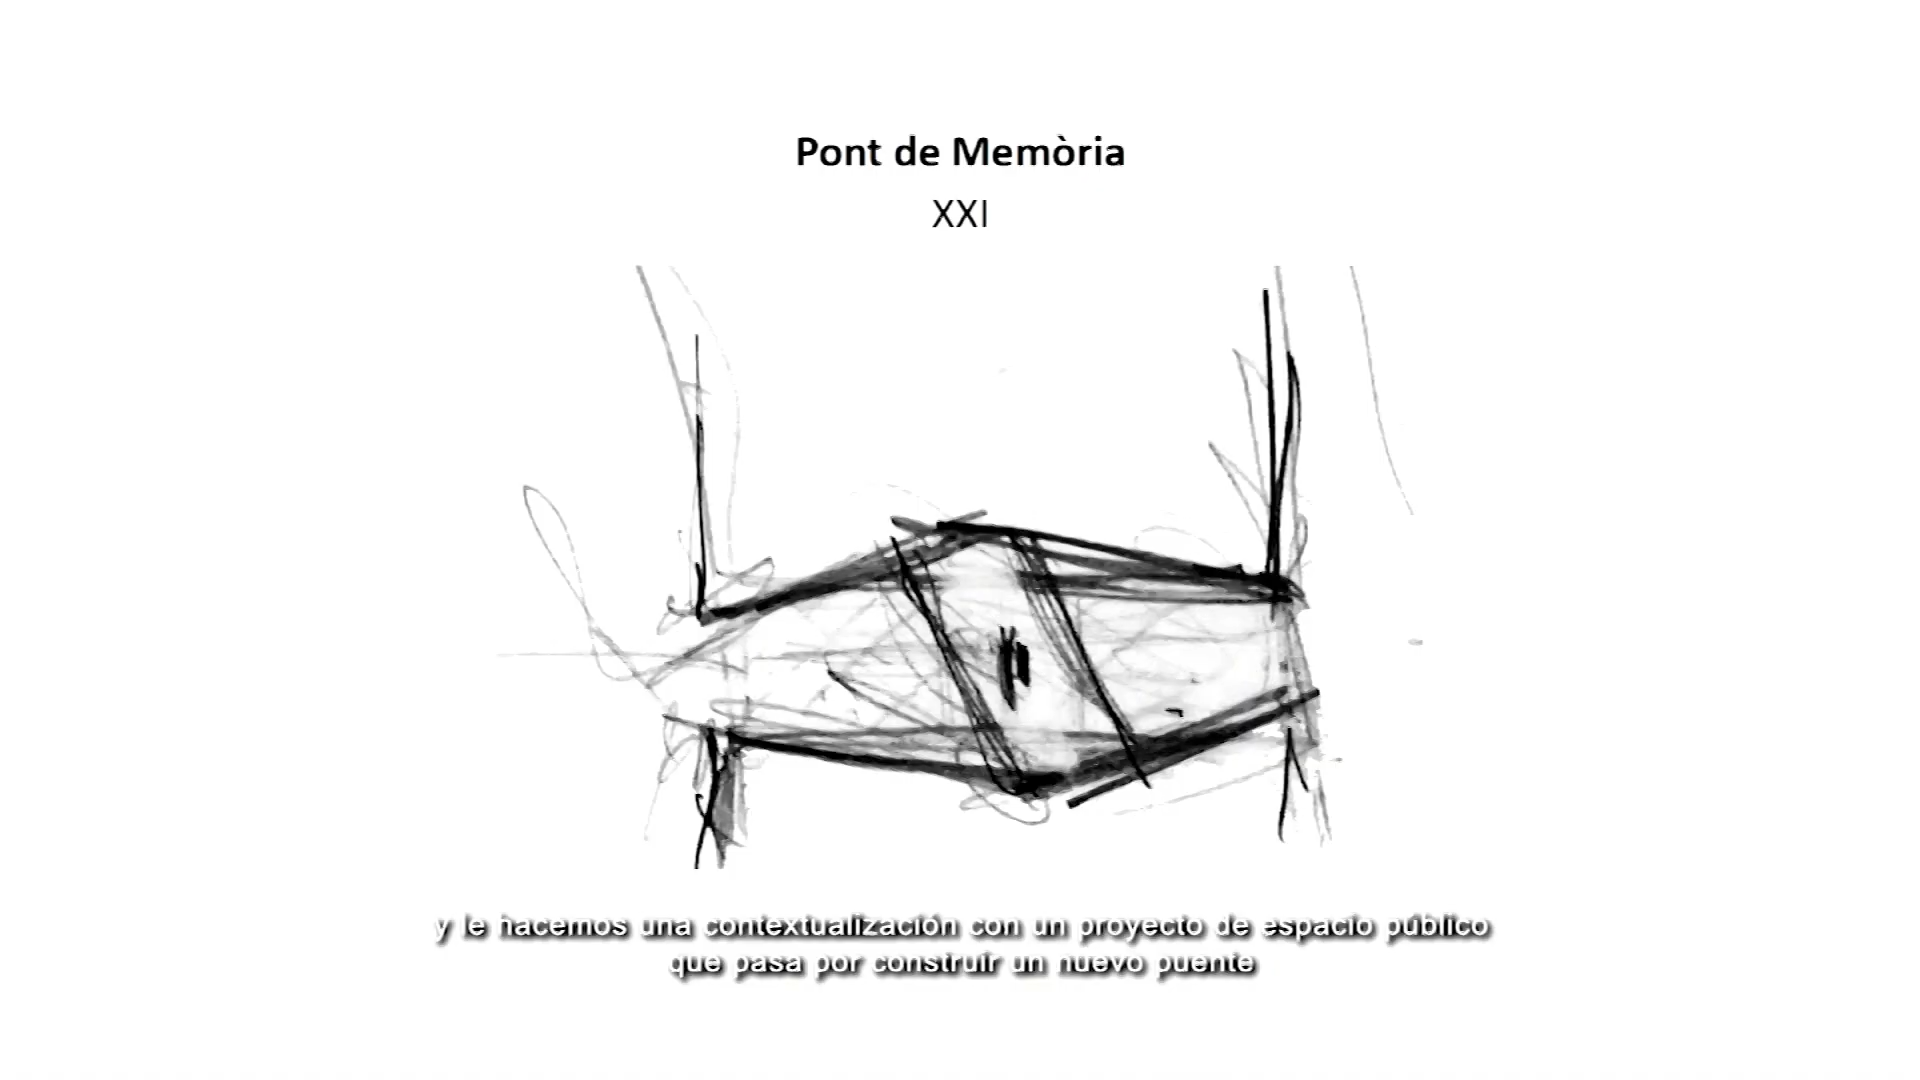 Pont de Memòria
XXI
y le hacemos una contextualización con un proyecto de espacio público
que pasa por construir un nuevo puente